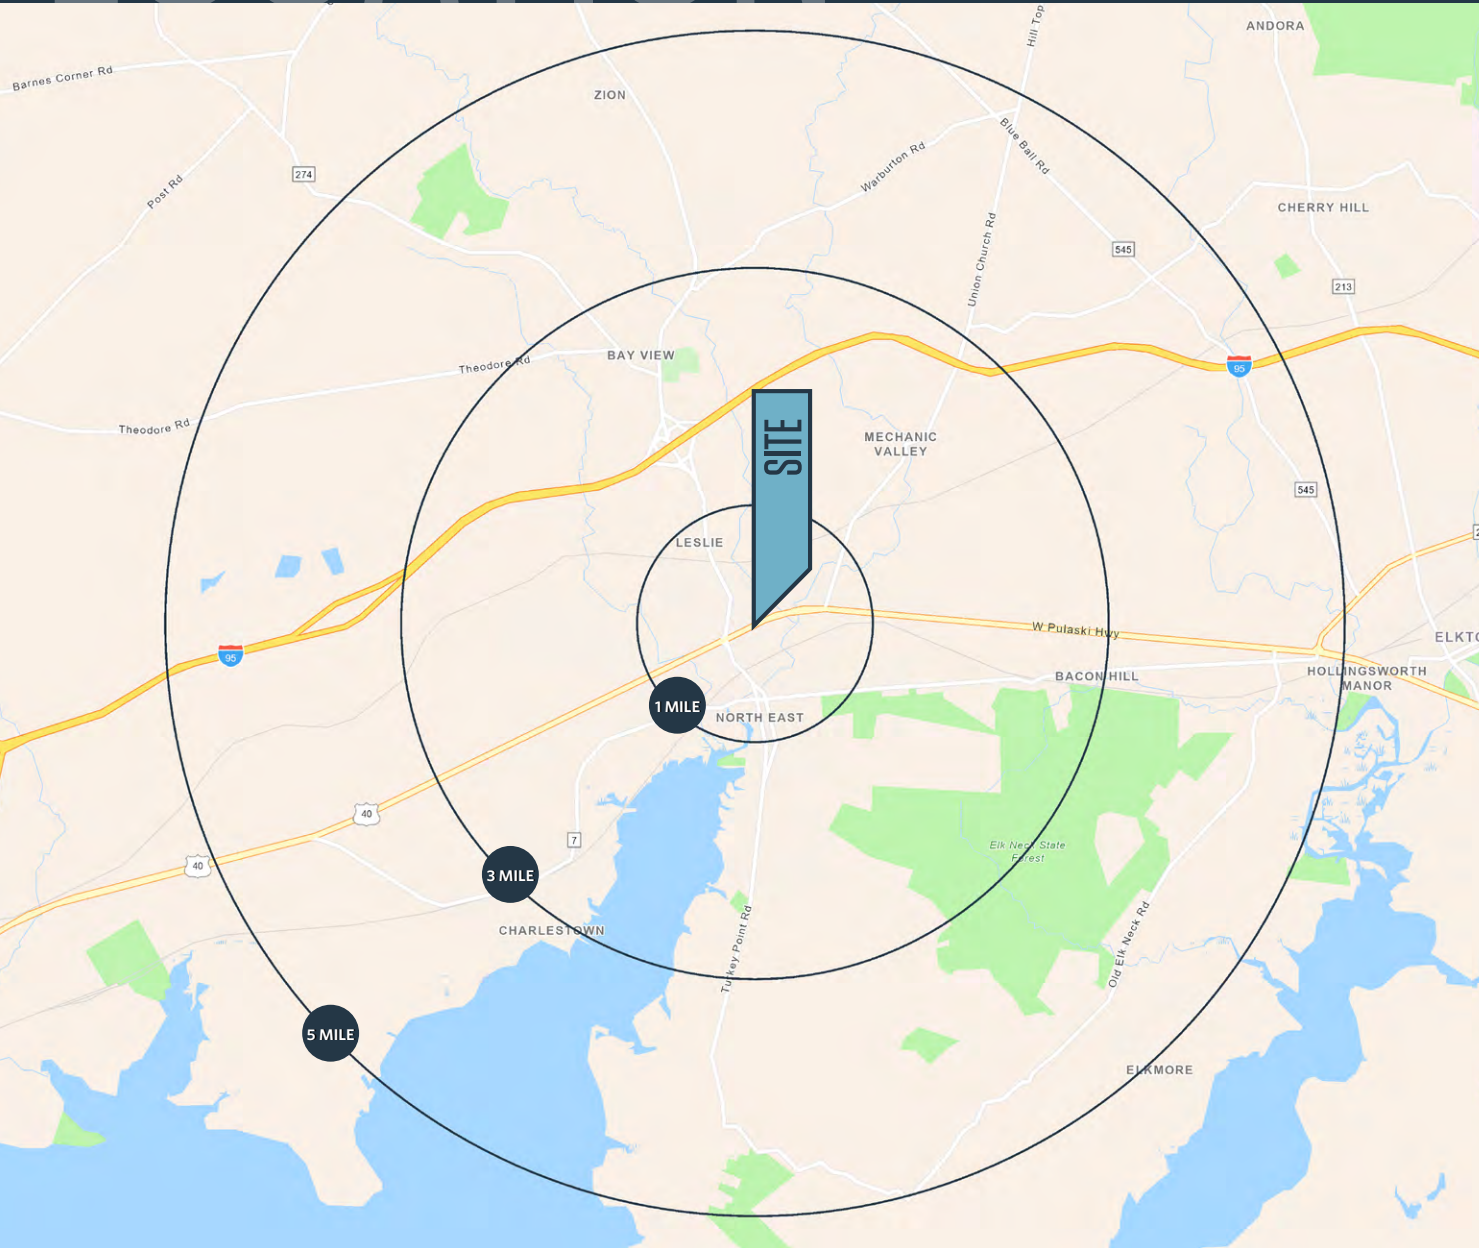 Hill Top
ANDORA
Barnes Corner Rd
ZION
Blue Ball Rd
Warburton Rd
274
Post Rd
CHERRY HILL
545
Union Church Rd
213
BAY VIEW
Theodore Rd
95
Theodore Rd
SITE
MECHANIC
VALLEY
545
LESLIE
W Pulaski Hwy
95
BACON HILL
HOLLINGSWORTH
MANOR
1 MILE
NORTH EAST
40
7
Elk Neck State
Forest
40
3 MILE
CHARLESTOWN
Turkey Point Rd
Old Elk Neck Rd
5 MILE
ELKMORE